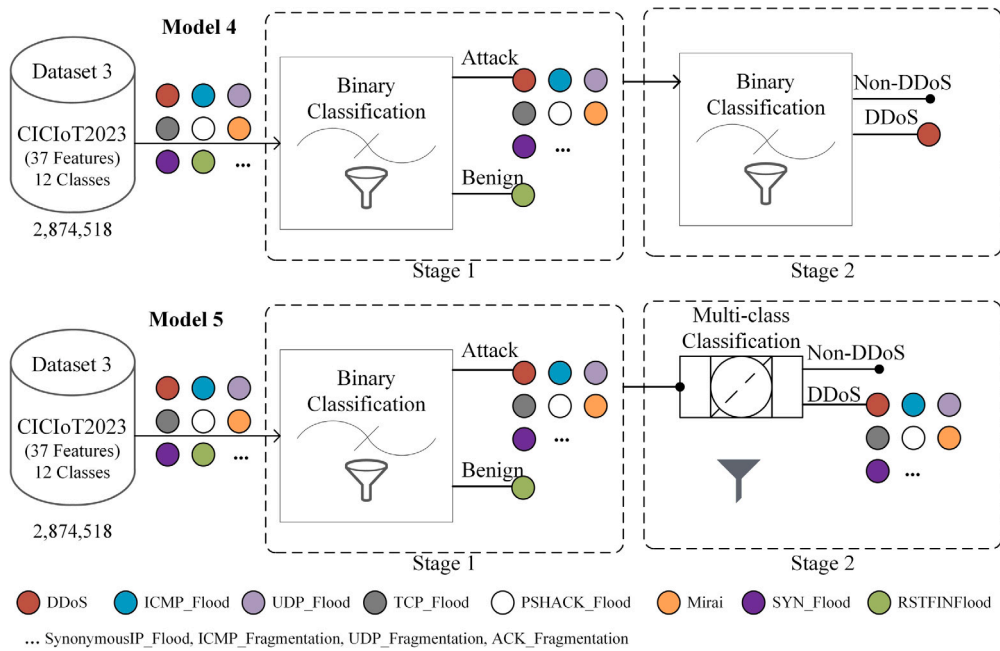 Model 4
Dataset 3
CICIoT2023
(37 Features)
12 Classes
2,874,518
...
Binary
Classification
Attack
Benign
...
Stage 1
Binary
Classification
Non-DDoS
DDoS
Stage 2
Model 5
Dataset 3
CICIoT2023
(37 Features)
12 Classes
2,874,518
...
Binary
Classification
Attack
Benign
...
Stage 1
Multi-class
Classification
Non-DDoS
DDoS
...
Stage 2
DDoS ICMP_Flood UDP_Flood TCP_Flood PSHACK_Flood Mirai SYN_Flood RSTFINFlood
... SynonymousIP_Flood, ICMP_Fragmentation, UDP_Fragmentation, ACK_Fragmentation